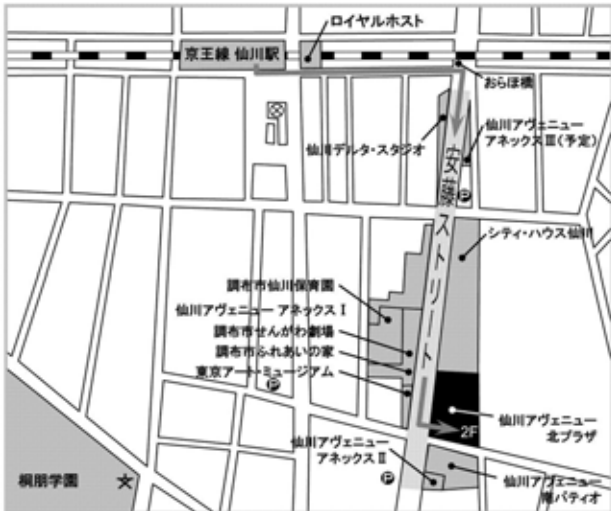 ロイヤルホスト
京王線 仙川駅
おらほ橋
仙川デルタ・スタジオ
仙川アヴェニュー
アネックスⅢ(予定)
P
安藤ストリート
シティ・ハウス仙川
調布市仙川保育園
仙川アヴェニュー アネックスⅠ
調布市せんがわ劇場
調布市ふれあいの家
東京アート・ミュージアム
P
2F
仙川アヴェニュー
北プラザ
仙川アヴェニュー
アネックスⅡ
P
仙川アヴェニュー
南パティオ
桐朋学園